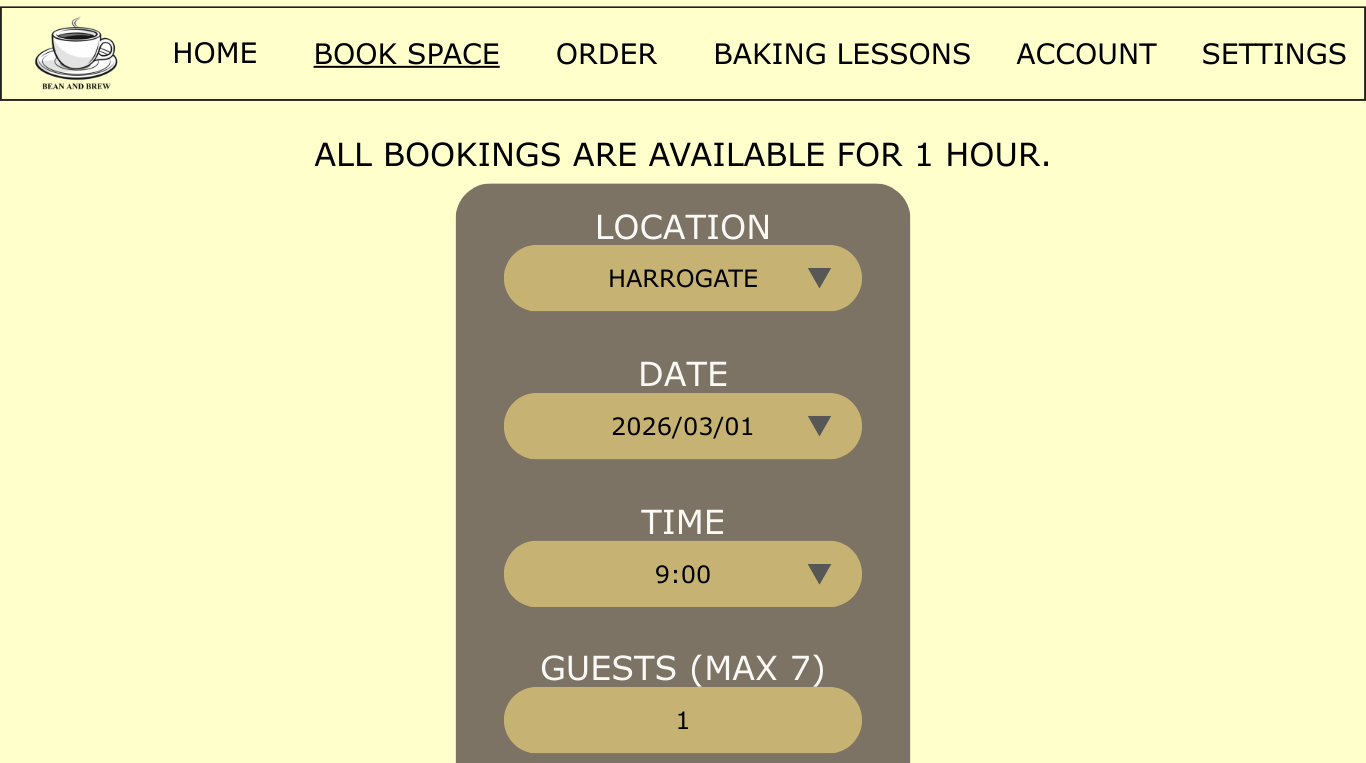 BEAN AND BREW
HOME BOOK SPACE ORDER BAKING LESSONS ACCOUNT SETTINGS
ALL BOOKINGS ARE AVAILABLE FOR 1 HOUR.
LOCATION
HARROGATE
DATE
2026/03/01
TIME
9:00
GUESTS (MAX 7)
1